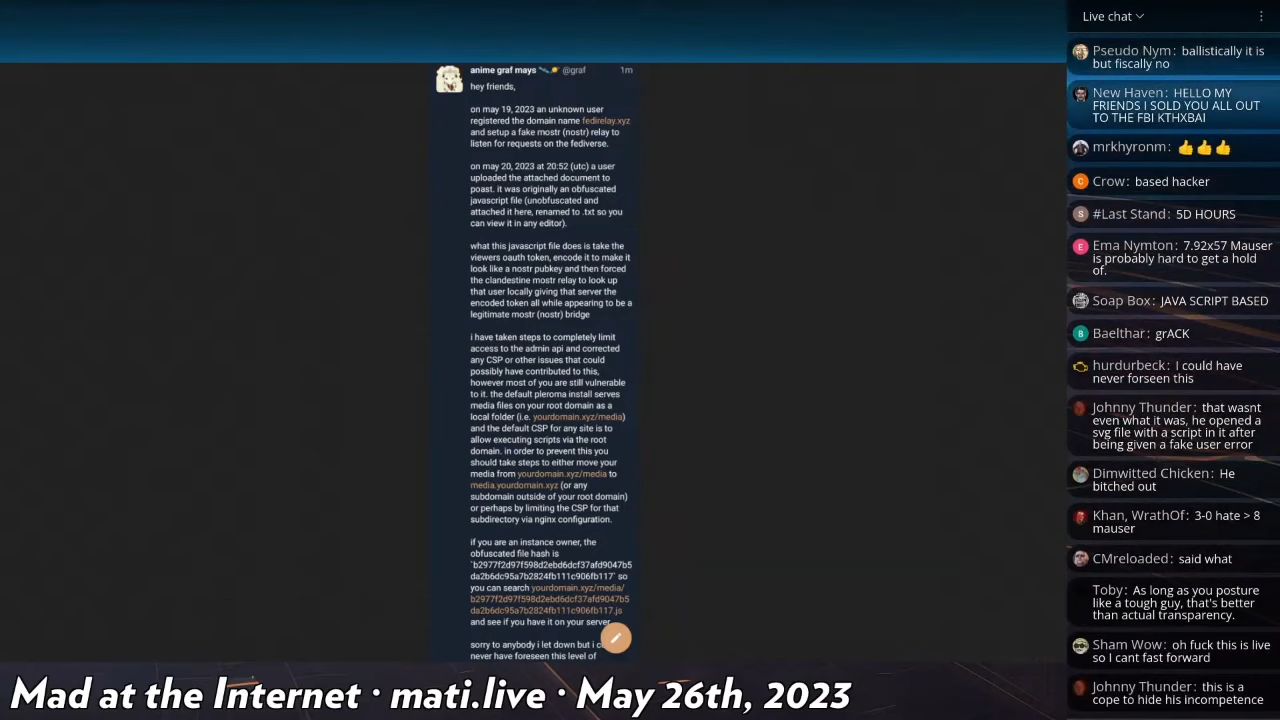 anime graf mays @graf 1m
hey friends,
on may 19, 2023 an unknown user
registered the domain name fedirelay.xyz
and setup a fake mostr (nostr) relay to
listen for requests on the fediverse.
on may 20, 2023 at 20:52 (utc) a user
uploaded the attached document to
poast. it was originally an obfuscated
javascript file (unobfuscated and
attached it here, renamed to .txt so you
can view it in any editor).
what this javascript file does is take the
viewers oauth token, encode it to make it
look like a nostr pubkey and then forced
the clandestine mostr relay to look up
that user locally giving that server the
encoded token all while appearing to be a
legitimate mostr (nostr) bridge
i have taken steps to completely limit
access to the admin api and corrected
any CSP or other issues that could
possibly have contributed to this,
however most of you are still vulnerable
to it. the default pleroma install serves
media files on your root domain as a
local folder (i.e. yourdomain.xyz/media)
and the default CSP for any site is to
allow executing scripts via the root
domain. in order to prevent this you
should take steps to either move your
media from yourdomain.xyz/media to
media.yourdomain.xyz (or any
subdomain outside of your root domain)
or perhaps by limiting the CSP for that
subdirectory via nginx configuration.
if you are an instance owner, the
obfuscated file hash is
`b2977f2d97f598d2ebd6dcf37afd9047b5
da2b6dc95a7b2824fb111c906fb117` so
you can search yourdomain.xyz/media/
b2977f2d97f598d2ebd6dcf37afd9047b5
da2b6dc95a7b2824fb111c906fb117.js
and see if you have it on your server
sorry to anybody i let down but i
never have foreseen this level of
Live chat
Pseudo Nym: ballistically it is
but fiscally no
New Haven: HELLO MY
FRIENDS I SOLD YOU ALL OUT
TO THE FBI KTHXBAI
mrkhyronm: 👍👍👍
Crow: based hacker
#Last Stand: 5D HOURS
Ema Nymton: 7.92x57 Mauser
is probably hard to get a hold
of.
Soap Box: JAVA SCRIPT BASED
Baelthar: grACK
hurdurbeck: I could have
never forseen this
Johnny Thunder: that wasnt
even what it was, he opened a
svg file with a script in it after
being given a fake user error
Dimwitted Chicken: He
bitched out
Khan, WrathOf: 3-0 hate > 8
mauser
CMreloaded: said what
Toby: As long as you posture
like a tough guy, that's better
than actual transparency.
Sham Wow: oh fuck this is live
so I cant fast forward
Johnny Thunder: this is a
cope to hide his incompetence
Mad at the Internet · mati.live · May 26th, 2023